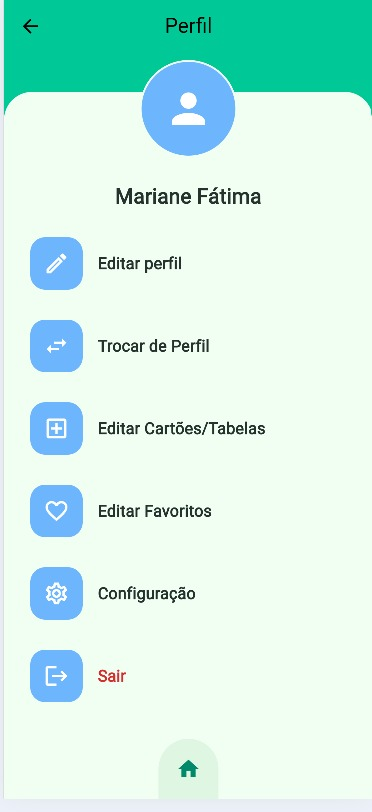 Perfil
Mariane Fátima
Editar perfil
Trocar de Perfil
Editar Cartões/Tabelas
Editar Favoritos
Configuração
Sair